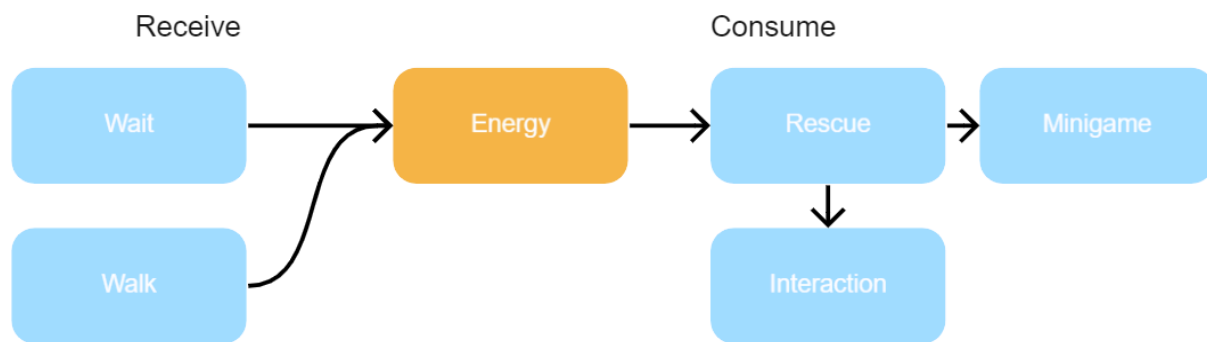 Receive
Consume
Wait
Energy
Rescue
Minigame
Walk
Interaction